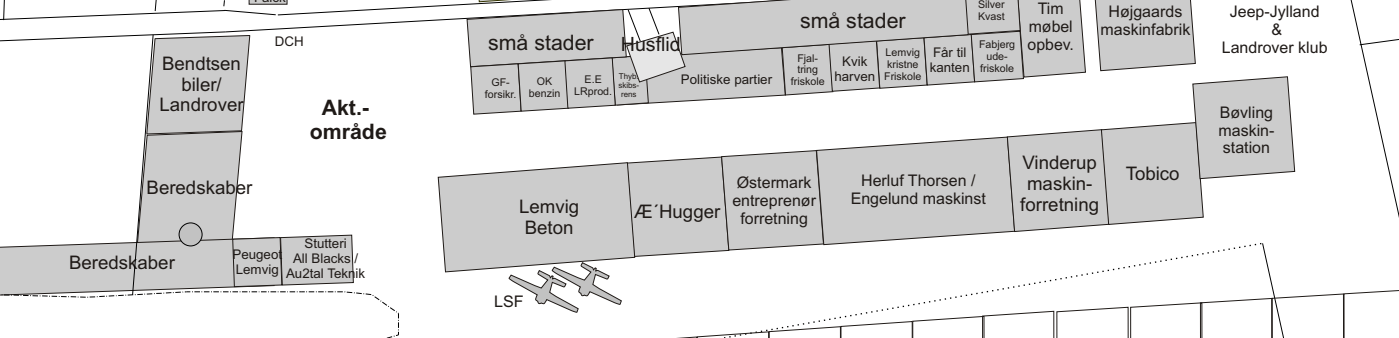 DCH
Bendtsen
biler/
Landrover
Akt.-
område
Beredskaber
Beredskaber
Peugeot
Lemvig
Stutteri
All Blacks /
Au2tal Teknik
små stader
Husflid
GF-
forsikr.
OK
benzin
E.E
LRprod.
Thyb.
skibs-
rens
små stader
Silver
Kvast
Politiske partier
Fjal-
tring
friskole
Kvik
harven
Lemvig
kristne
Friskole
Får til
kanten
Fabjerg
ude-
friskole
Tim
møbel
opbev.
Højgaards
maskinfabrik
Jeep-Jylland
&
Landrover klub
Bøvling
maskin-
station
Lemvig
Beton
Æ´Hugger
Østermark
entreprenør
forretning
Herluf Thorsen /
Engelund maskinst
Vinderup
maskin-
forretning
Tobico
LSF